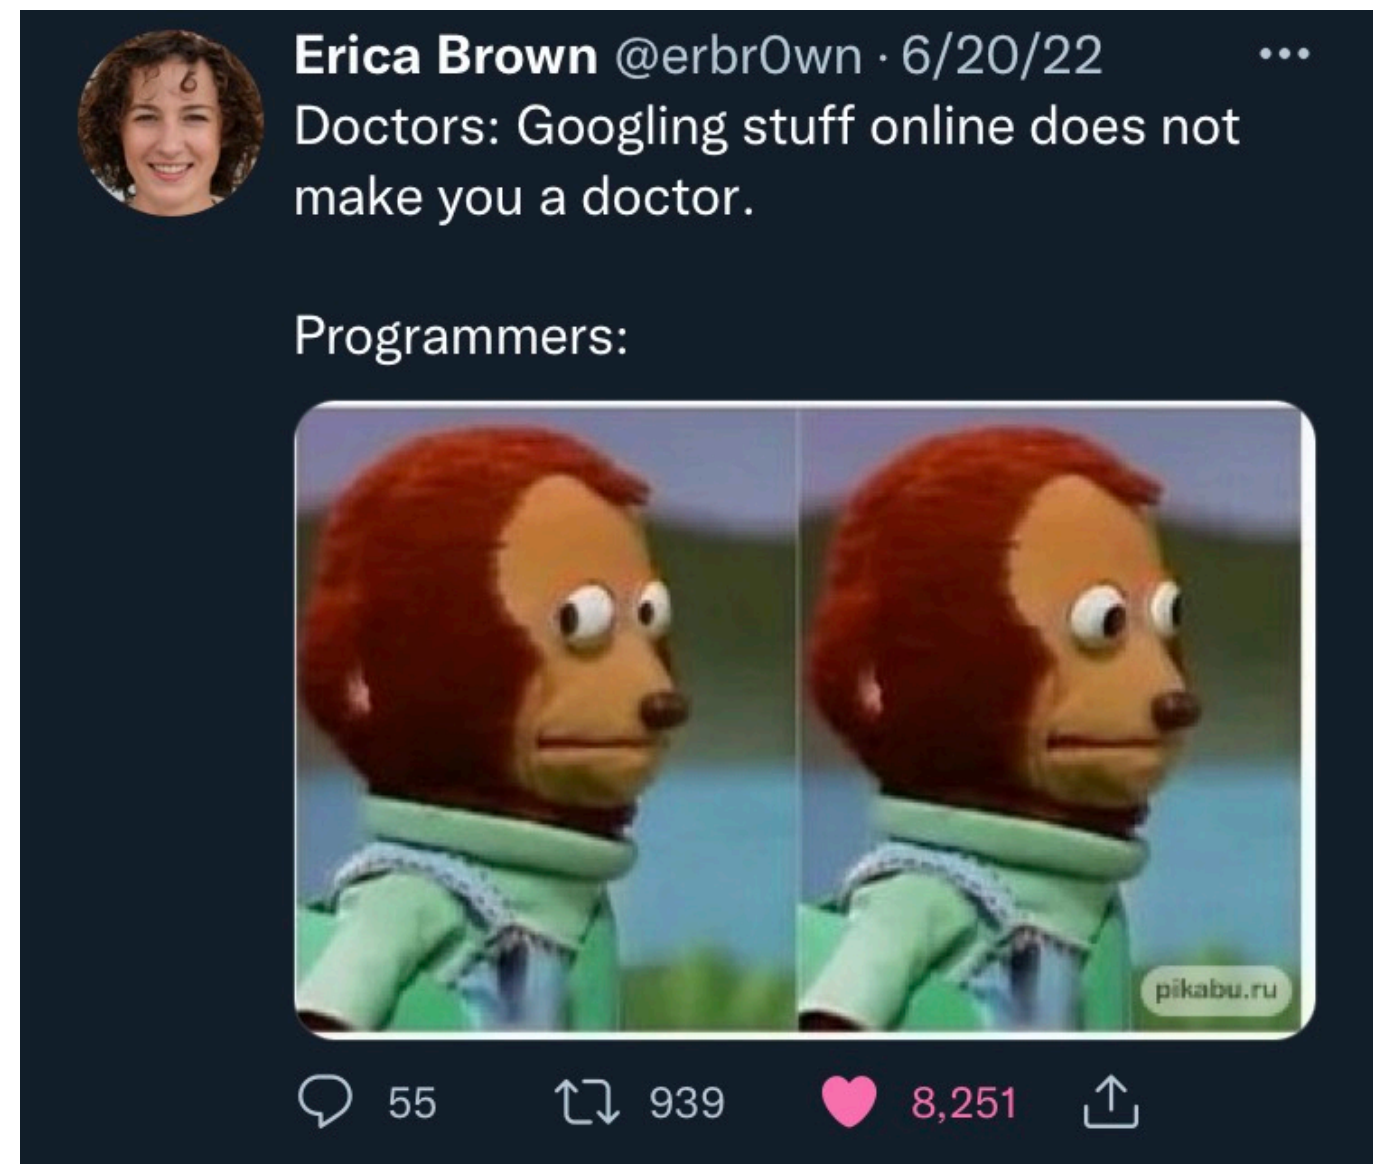 Erica Brown @erbr0wn · 6/20/22
Doctors: Googling stuff online does not
make you a doctor.
Programmers:
pikabu.ru
55 939 8,251